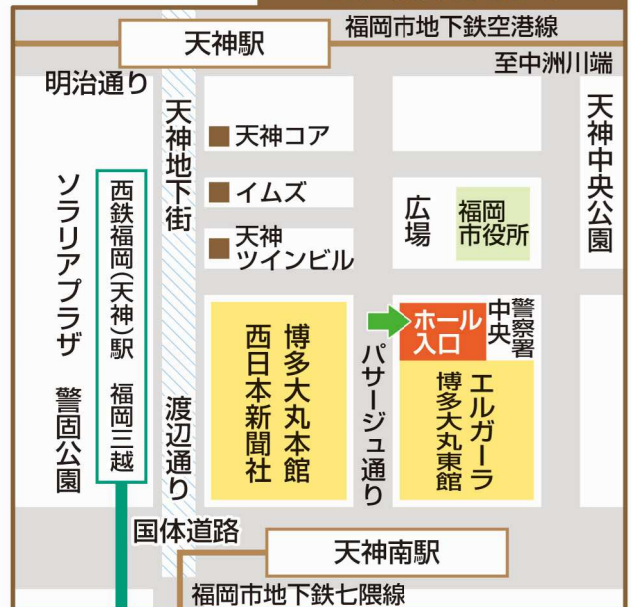 福岡市地下鉄空港線
天神駅
至中洲川端
明治通り
天神地下街
天神コア
天神中央公園
ソラリアプラザ
西鉄福岡(天神)駅 福岡三越
イムズ
広場
福岡
市役所
天神
ツインビル
ホール
入口
中央
警察署
博多大丸本館
西日本新聞社
パサージュ通り
エルガーラ
博多大丸東館
警固公園
渡辺通り
国体道路
天神南駅
福岡市地下鉄七隈線